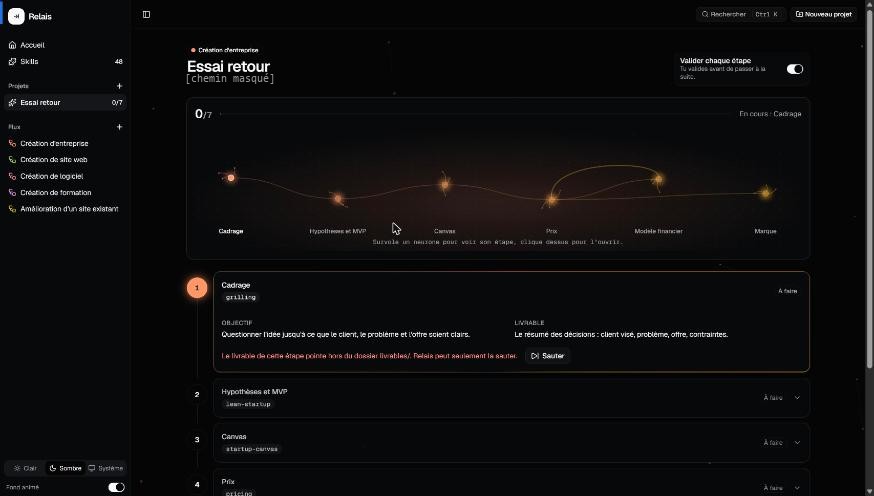 Relais
Rechercher Ctrl K
Nouveau projet
Accueil
Skills 48
Projets
Essai retour 0/7
Flux
Création d'entreprise
Création de site web
Création de logiciel
Création de formation
Amélioration d'un site existant
Clair Sombre Système
Fond animé
Création d'entreprise
Essai retour
[chemin masqué]
Valider chaque étape
Tu valides avant de passer à la
suite.
0/7 En cours : Cadrage
Cadrage Hypothèses et MVP Canvas Prix Modèle financier Marque
Survole un neurone pour voir son étape, clique dessus pour l'ouvrir.
1
Cadrage
grilling
À faire
OBJECTIF
Questionner l'idée jusqu'à ce que le client, le problème et l'offre soient clairs.
LIVRABLE
Le résumé des décisions : client visé, problème, offre, contraintes.
Le livrable de cette étape pointe hors du dossier livrables/. Relais peut seulement la sauter.
Sauter
2
Hypothèses et MVP
lean-startup
À faire
3
Canvas
startup-canvas
À faire
4
Prix
pricing
À faire